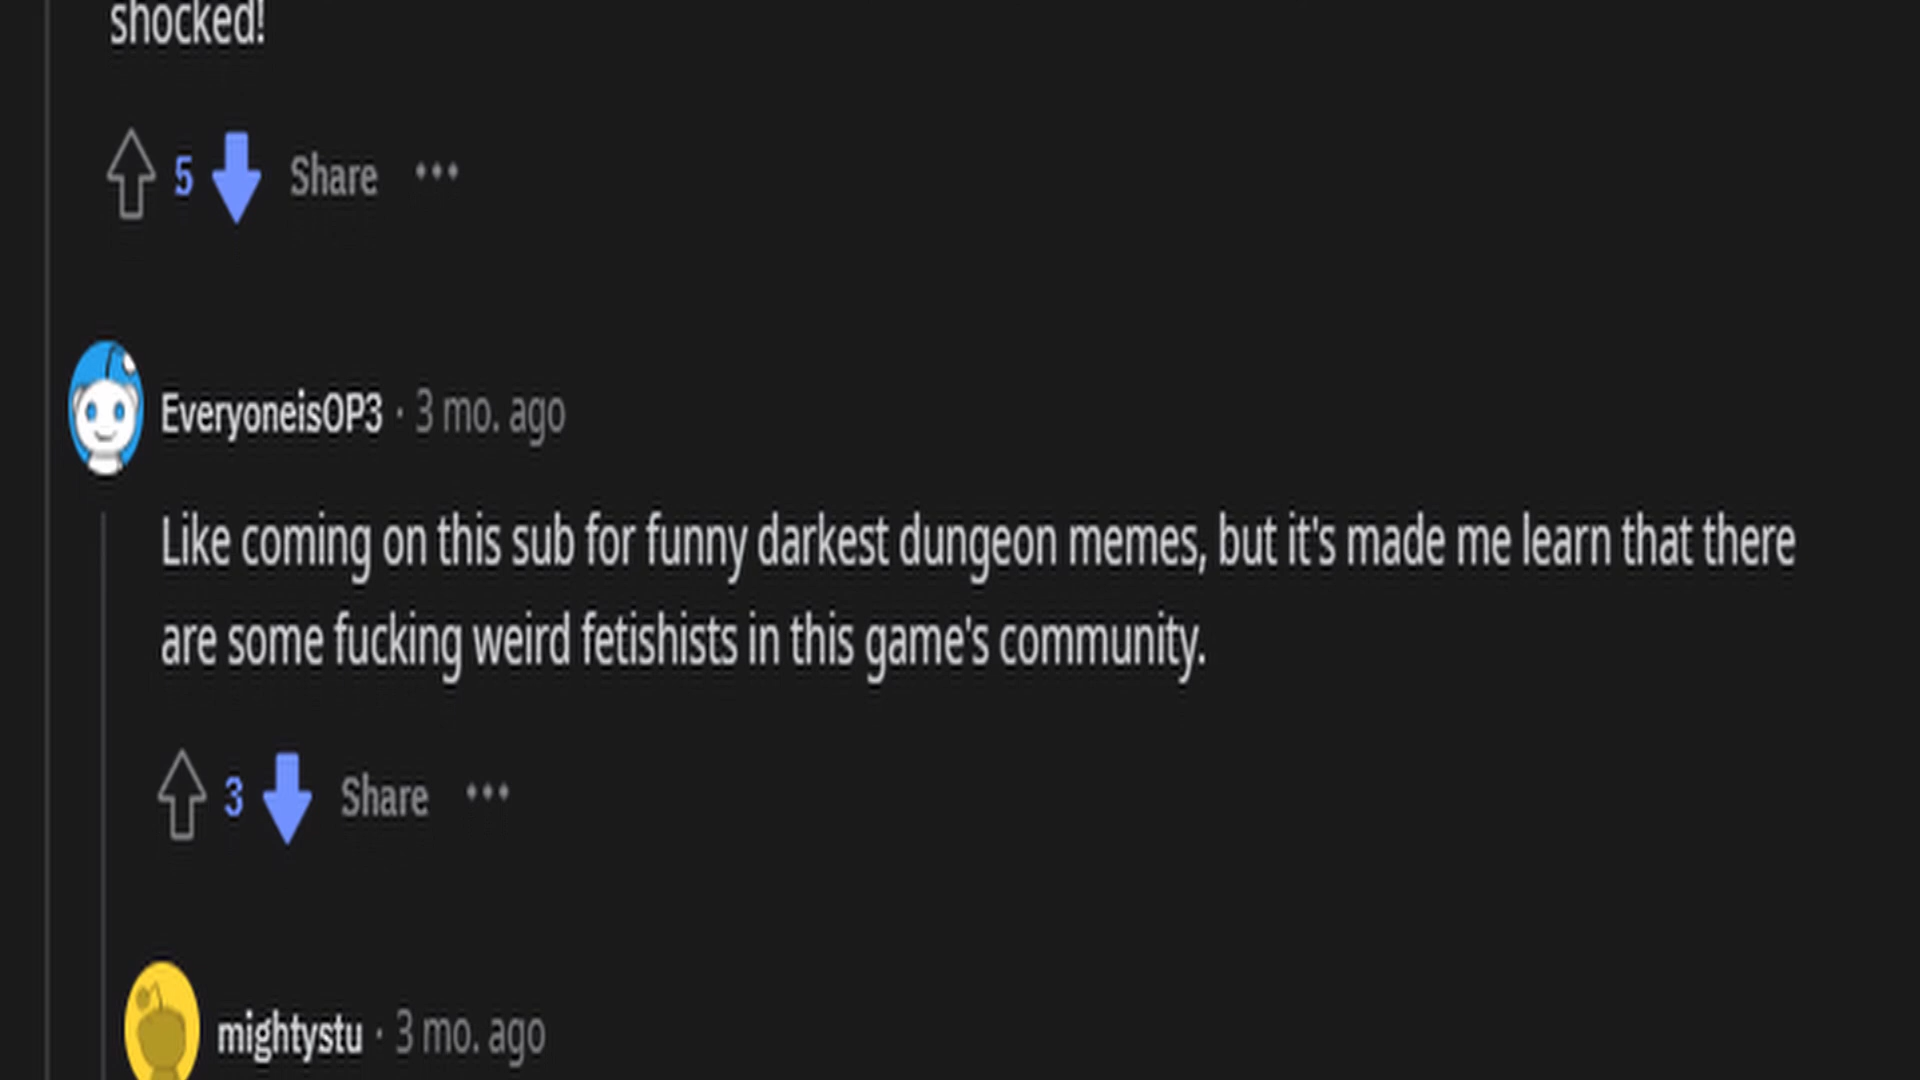 shocked!
5 Share ...
EveryoneisOP3 · 3 mo. ago
Like coming on this sub for funny darkest dungeon memes, but it's made me learn that there
are some fucking weird fetishists in this game's community.
3 Share ...
mightystu · 3 mo. ago